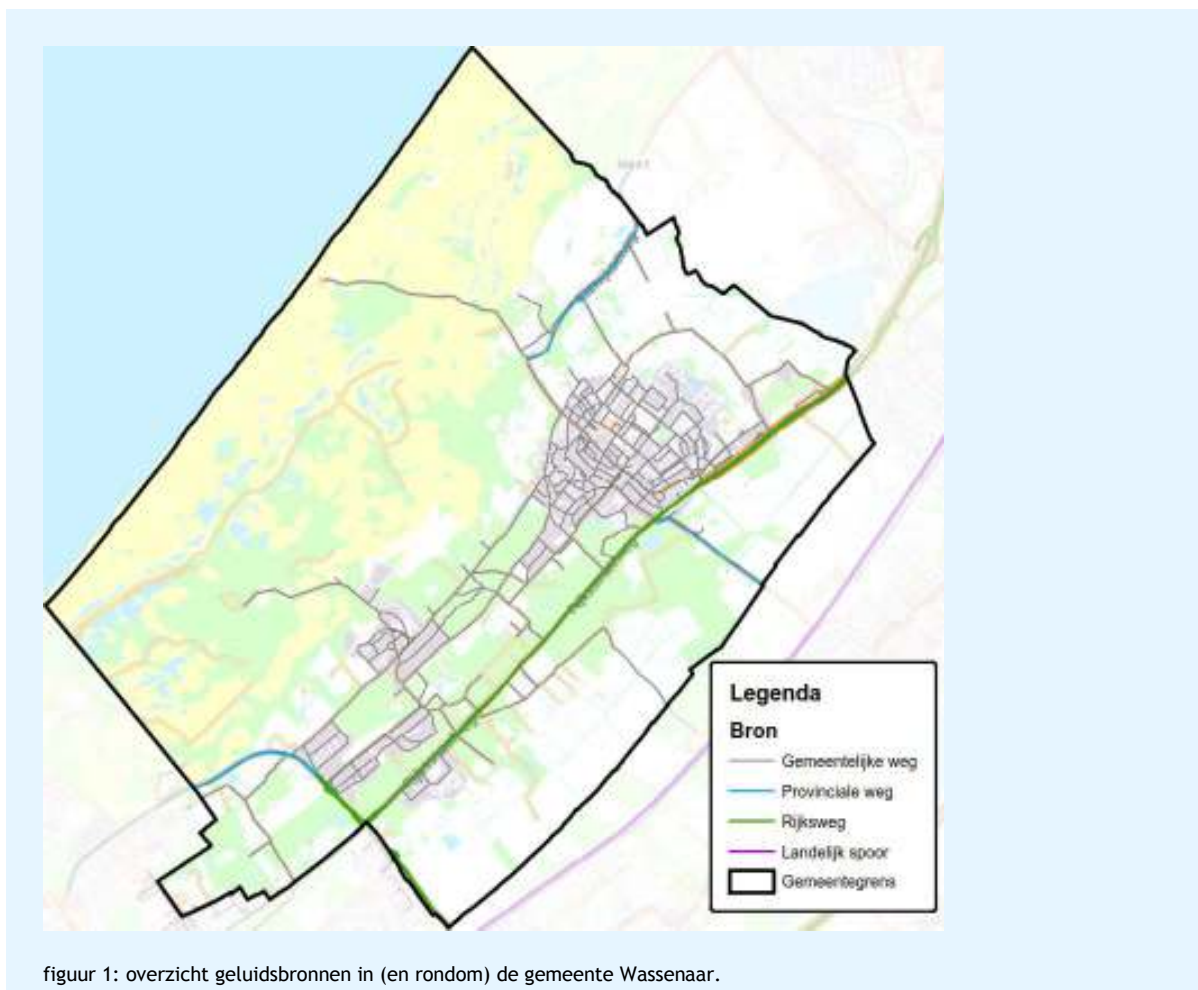 Legenda
Bron
Gemeentelijke weg
Provinciale weg
Rijksweg
Landelijk spoor
Gemeentegrens
figuur 1: overzicht geluidsbronnen in (en rondom) de gemeente Wassenaar.